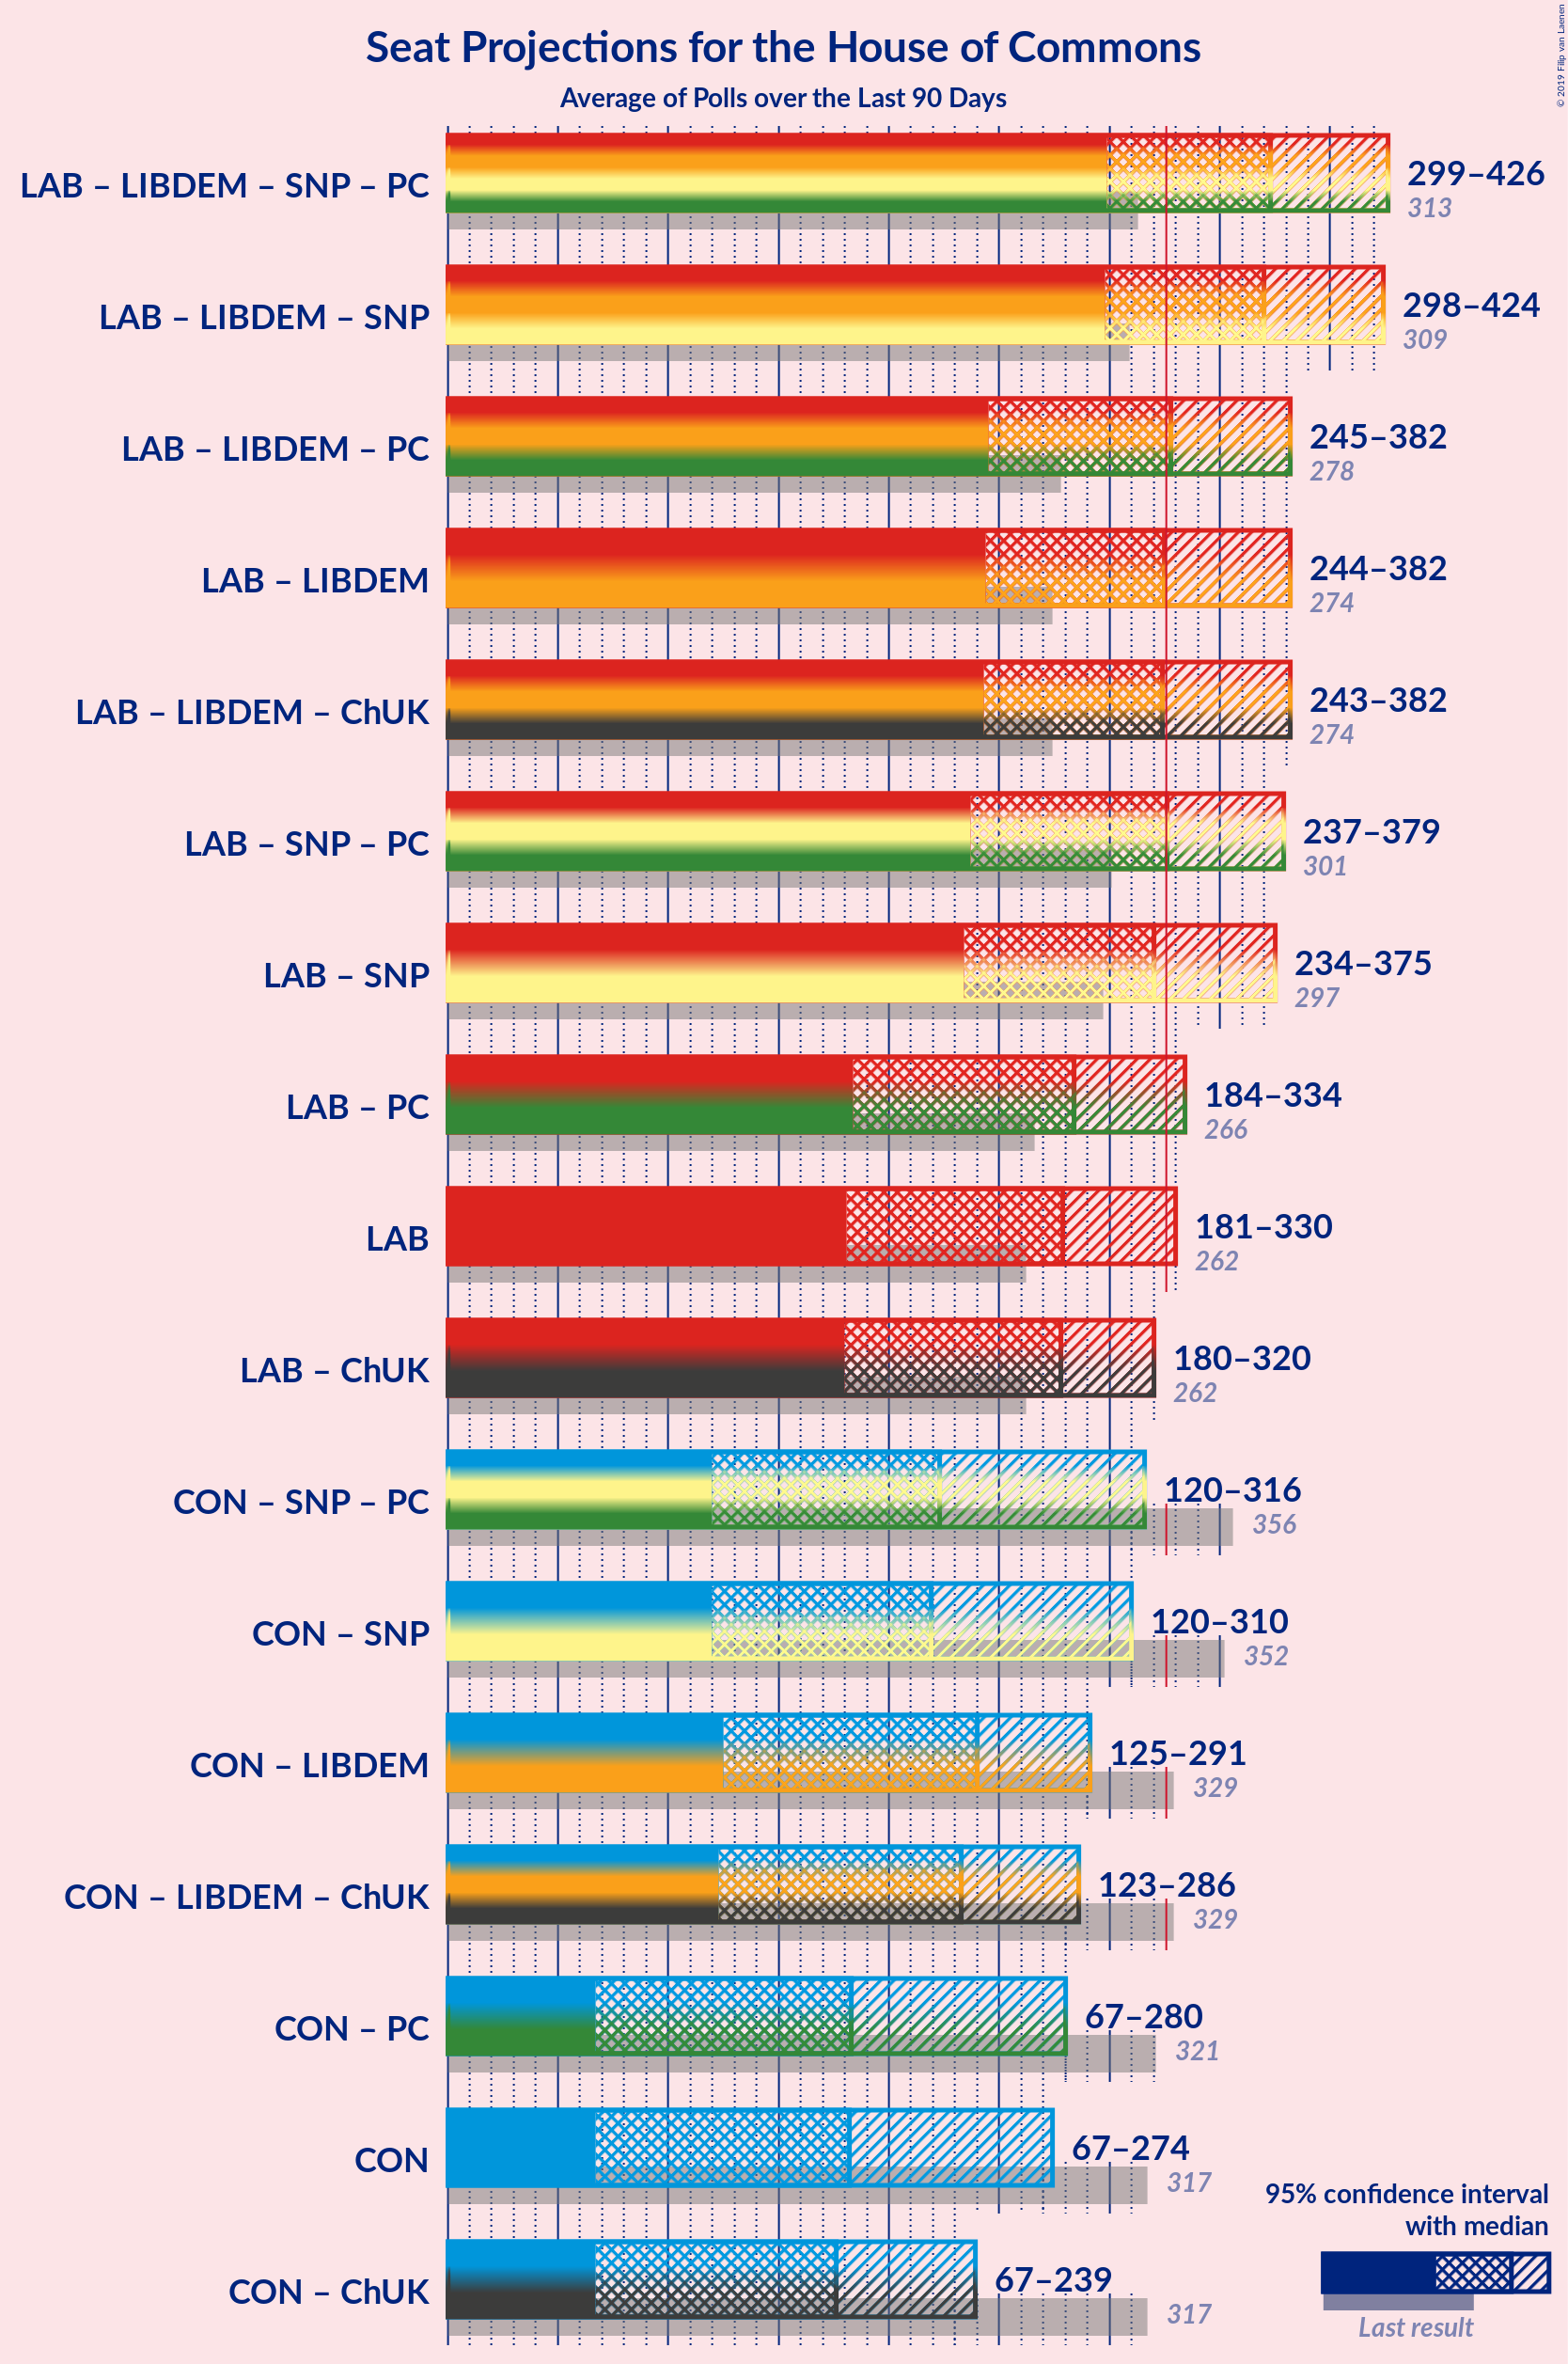 Seat Projections for the House of Commons
Average of Polls over the Last 90 Days
© 2019 Filip van Laenen
LAB – LIBDEM – SNP – PC
299–426
313
LAB – LIBDEM – SNP
298–424
309
LAB – LIBDEM – PC
245–382
278
LAB – LIBDEM
244–382
274
LAB – LIBDEM – ChUK
243–382
274
LAB – SNP – PC
237–379
301
LAB – SNP
234–375
297
LAB – PC
184–334
266
LAB
181–330
262
LAB – ChUK
180–320
262
CON – SNP – PC
120–316
356
CON – SNP
120–310
352
CON – LIBDEM
125–291
329
CON – LIBDEM – ChUK
123–286
329
CON – PC
67–280
321
CON
67–274
317
CON – ChUK
67–239
317
95% confidence interval
with median
Last result